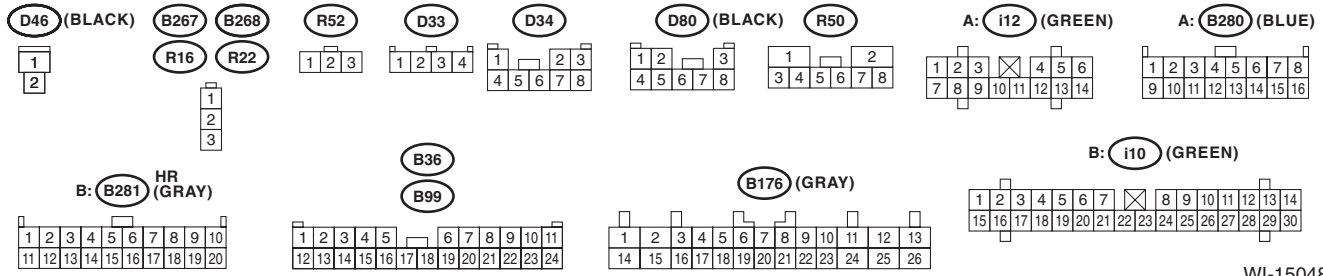 D46 (BLACK)
B267 B268
R16 R22
R52
D33
D34
D80 (BLACK)
R50
A: i12 (GREEN)
A: B280 (BLUE)
1
2
1
2
3
1 2 3
1 2 3 4
1 2 3
4 5 6 7 8
1 2 3
4 5 6 7 8
1 2
3 4 5 6 7 8
1 2 3 4 5 6
7 8 9 10 11 12 13 14
1 2 3 4 5 6 7 8
9 10 11 12 13 14 15 16
B: B281 HR (GRAY)
B36
B99
B176 (GRAY)
B: i10 (GREEN)
1 2 3 4 5 6 7 8 9 10
11 12 13 14 15 16 17 18 19 20
1 2 3 4 5 6 7 8 9 10 11
12 13 14 15 16 17 18 19 20 21 22 23 24
1 2 3 4 5 6 7 8 9 10 11 12 13
14 15 16 17 18 19 20 21 22 23 24 25 26
1 2 3 4 5 6 7 8 9 10 11 12 13 14
15 16 17 18 19 20 21 22 23 24 25 26 27 28 29 30
WI-15048